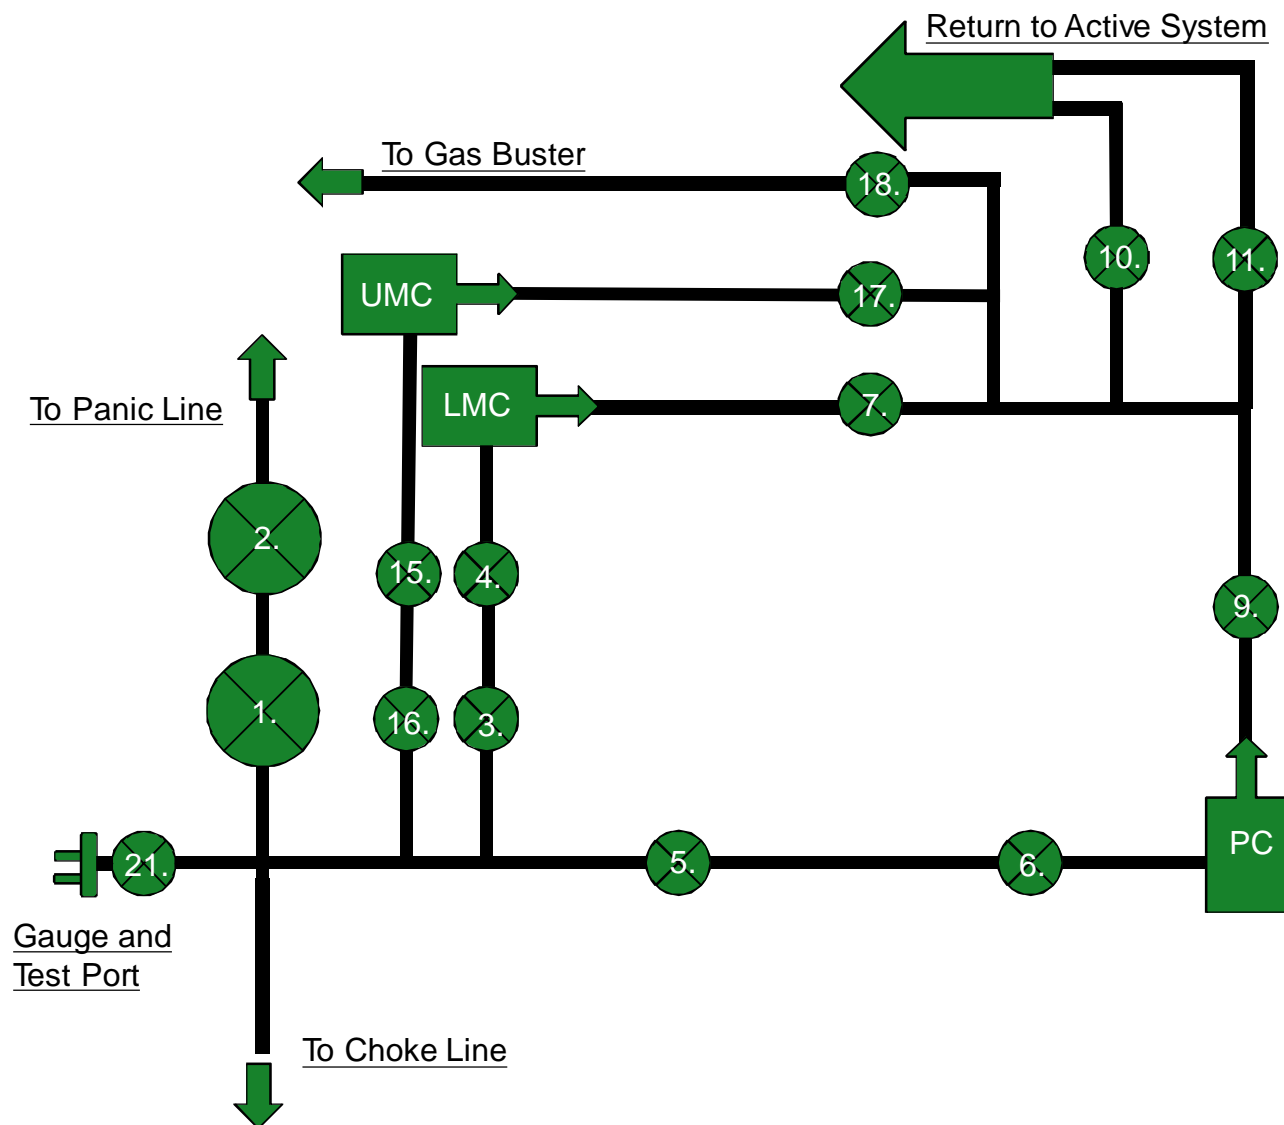 Return to Active System
To Gas Buster
18.
10.
11.
UMC
17.
To Panic Line
LMC
7.
2.
15.
4.
9.
1.
16.
3.
PC
21.
5.
6.
Gauge and
Test Port
To Choke Line